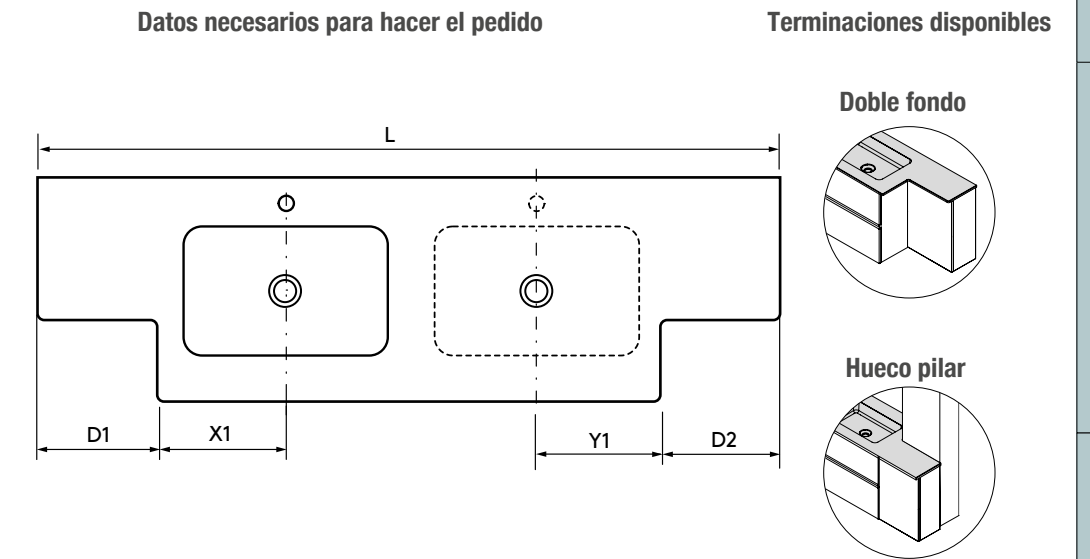 Datos necesarios para hacer el pedido
Terminaciones disponibles
Doble fondo
L
Hueco pilar
D1
X1
Y1
D2